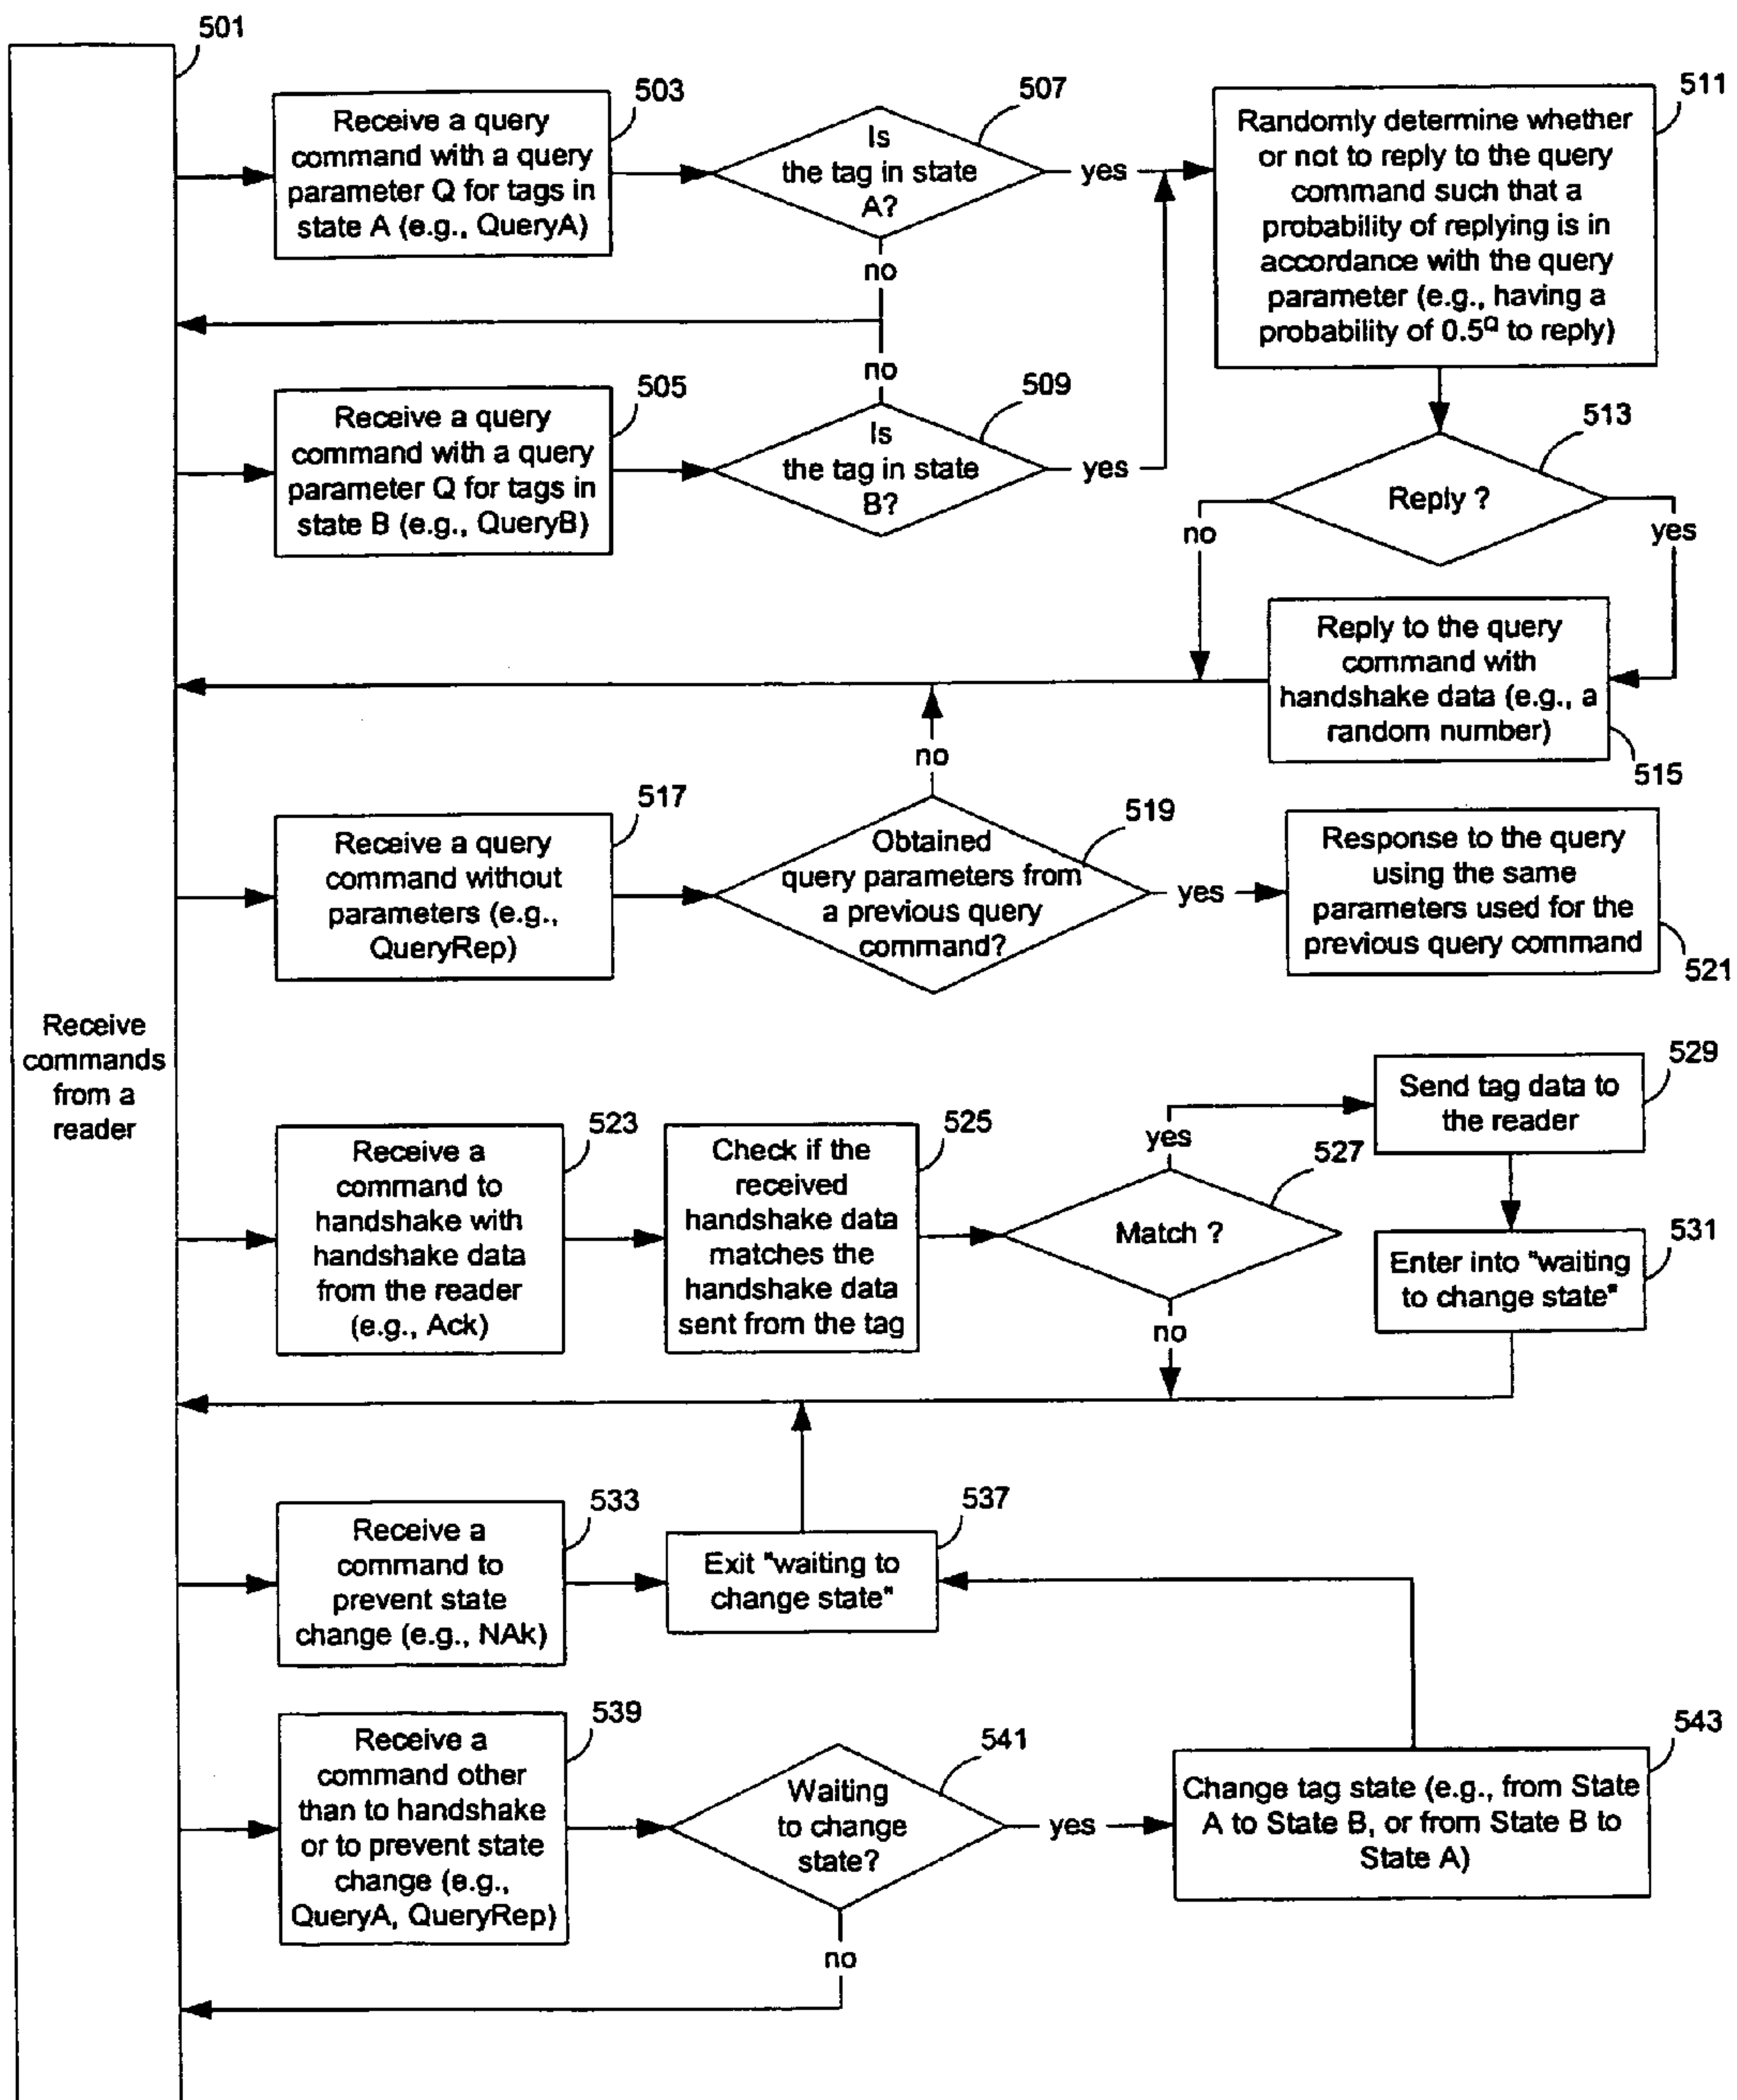 501
Receive
commands
from a
reader
503
Receive a query
command with a query
parameter Q for tags in
state A (e.g., QueryA)
507
Is
the tag in state
A?
yes
no
511
Randomly determine whether
or not to reply to the query
command such that a
probability of replying is in
accordance with the query
parameter (e.g., having a
probability of 0.5^Q to reply)
505
Receive a query
command with a query
parameter Q for tags in
state B (e.g., QueryB)
no
509
Is
the tag in state
B?
yes
513
Reply ?
no
yes
Reply to the query
command with
handshake data (e.g., a
random number)
515
517
Receive a query
command without
parameters (e.g.,
QueryRep)
no
519
Obtained
query parameters from
a previous query
command?
yes
Response to the query
using the same
parameters used for the
previous query command
521
523
Receive a
command to
handshake with
handshake data
from the reader
(e.g., Ack)
525
Check if the
received
handshake data
matches the
handshake data
sent from the tag
yes
527
Match ?
no
529
Send tag data to
the reader
531
Enter into "waiting
to change state"
533
Receive a
command to
prevent state
change (e.g., NAk)
537
Exit "waiting to
change state"
539
Receive a
command other
than to handshake
or to prevent state
change (e.g.,
QueryA, QueryRep)
541
Waiting
to change
state?
yes
no
543
Change tag state (e.g., from State
A to State B, or from State B to
State A)